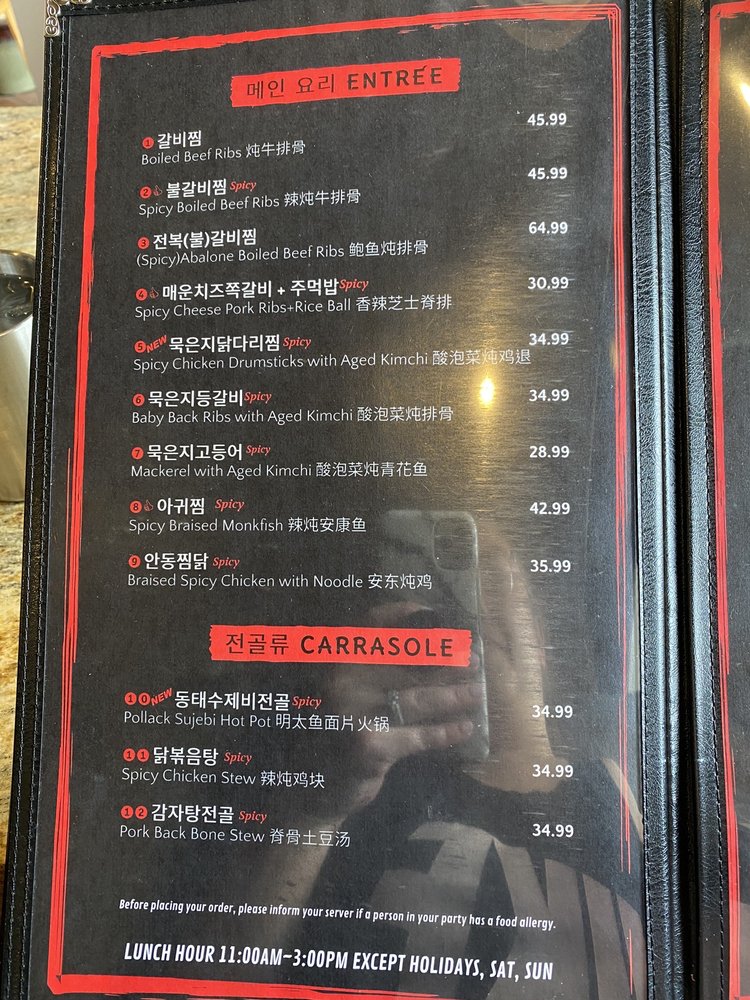 메인 요리 ENTRÉE
1 갈비찜 45.99
Boiled Beef Ribs 炖牛排骨
2 불갈비찜 Spicy 45.99
Spicy Boiled Beef Ribs 辣炖牛排骨
3 전복(불)갈비찜 64.99
(Spicy)Abalone Boiled Beef Ribs 鲍鱼炖排骨
4 매운치즈쪽갈비 + 주먹밥 Spicy 30.99
Spicy Cheese Pork Ribs+Rice Ball 香辣芝士脊排
5 NEW 묵은지닭다리찜 Spicy 34.99
Spicy Chicken Drumsticks with Aged Kimchi 酸泡菜炖鸡退
6 묵은지등갈비 Spicy 34.99
Baby Back Ribs with Aged Kimchi 酸泡菜炖排骨
7 묵은지고등어 Spicy 28.99
Mackerel with Aged Kimchi 酸泡菜炖青花鱼
8 아귀찜 Spicy 42.99
Spicy Braised Monkfish 辣炖安康鱼
9 안동찜닭 Spicy 35.99
Braised Spicy Chicken with Noodle 安东炖鸡
전골류 CARRASOLE
10 NEW 동태수제비전골 Spicy 34.99
Pollack Sujebi Hot Pot 明太鱼面片火锅
11 닭볶음탕 Spicy 34.99
Spicy Chicken Stew 辣炖鸡块
12 감자탕전골 Spicy 34.99
Pork Back Bone Stew 脊骨土豆汤
Before placing your order, please inform your server if a person in your party has a food allergy.
LUNCH HOUR 11:00AM~3:00PM EXCEPT HOLIDAYS, SAT, SUN